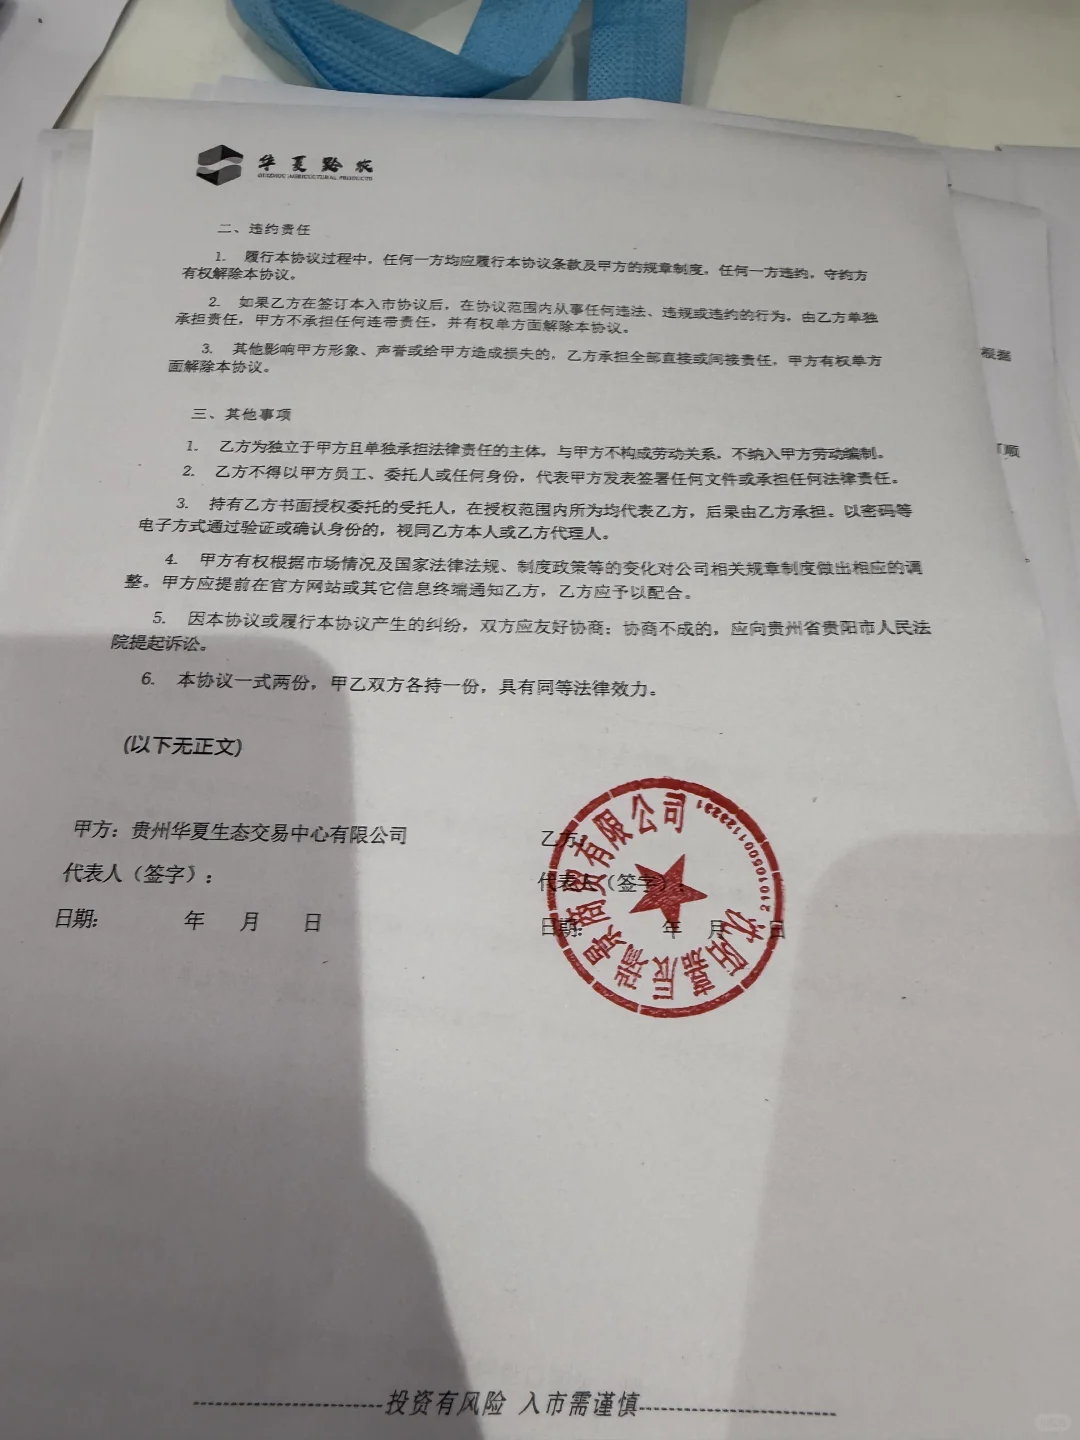 华夏黔农
GUIZHOU AGRICULTURAL PRODUCTS
二、违约责任
1. 履行本协议过程中，任何一方均应履行本协议条款及甲方的规章制度，任何一方违约，守约方
有权解除本协议。
2. 如果乙方在签订本入市协议后，在协议范围内从事任何违法、违规或违约的行为，由乙方单独
承担责任，甲方不承担任何连带责任，并有权单方面解除本协议。
3. 其他影响甲方形象、声誉或给甲方造成损失的，乙方承担全部直接或间接责任，甲方有权单方
面解除本协议。
三、其他事项
1. 乙方为独立于甲方且单独承担法律责任的主体，与甲方不构成劳动关系，不纳入甲方劳动编制。
2. 乙方不得以甲方员工、委托人或任何身份，代表甲方发表签署任何文件或承担任何法律责任。
3. 持有乙方书面授权委托的受托人，在授权范围内所为均代表乙方，后果由乙方承担。以密码等
电子方式通过验证或确认身份的，视同乙方本人或乙方代理人。
4. 甲方有权根据市场情况及国家法律法规、制度政策等的变化对公司相关规章制度做出相应的调
整。甲方应提前在官方网站或其它信息终端通知乙方，乙方应予以配合。
5. 因本协议或履行本协议产生的纠纷，双方应友好协商；协商不成的，应向贵州省贵阳市人民法
院提起诉讼。
6. 本协议一式两份，甲乙双方各持一份，具有同等法律效力。
(以下无正文)
甲方：贵州华夏生态交易中心有限公司
代表人（签字）：
日期： 年 月 日
乙方：
代表人（签字）：
日期： 年 月 日
商贸有限公司
根据
顺
投资有风险 入市需谨慎